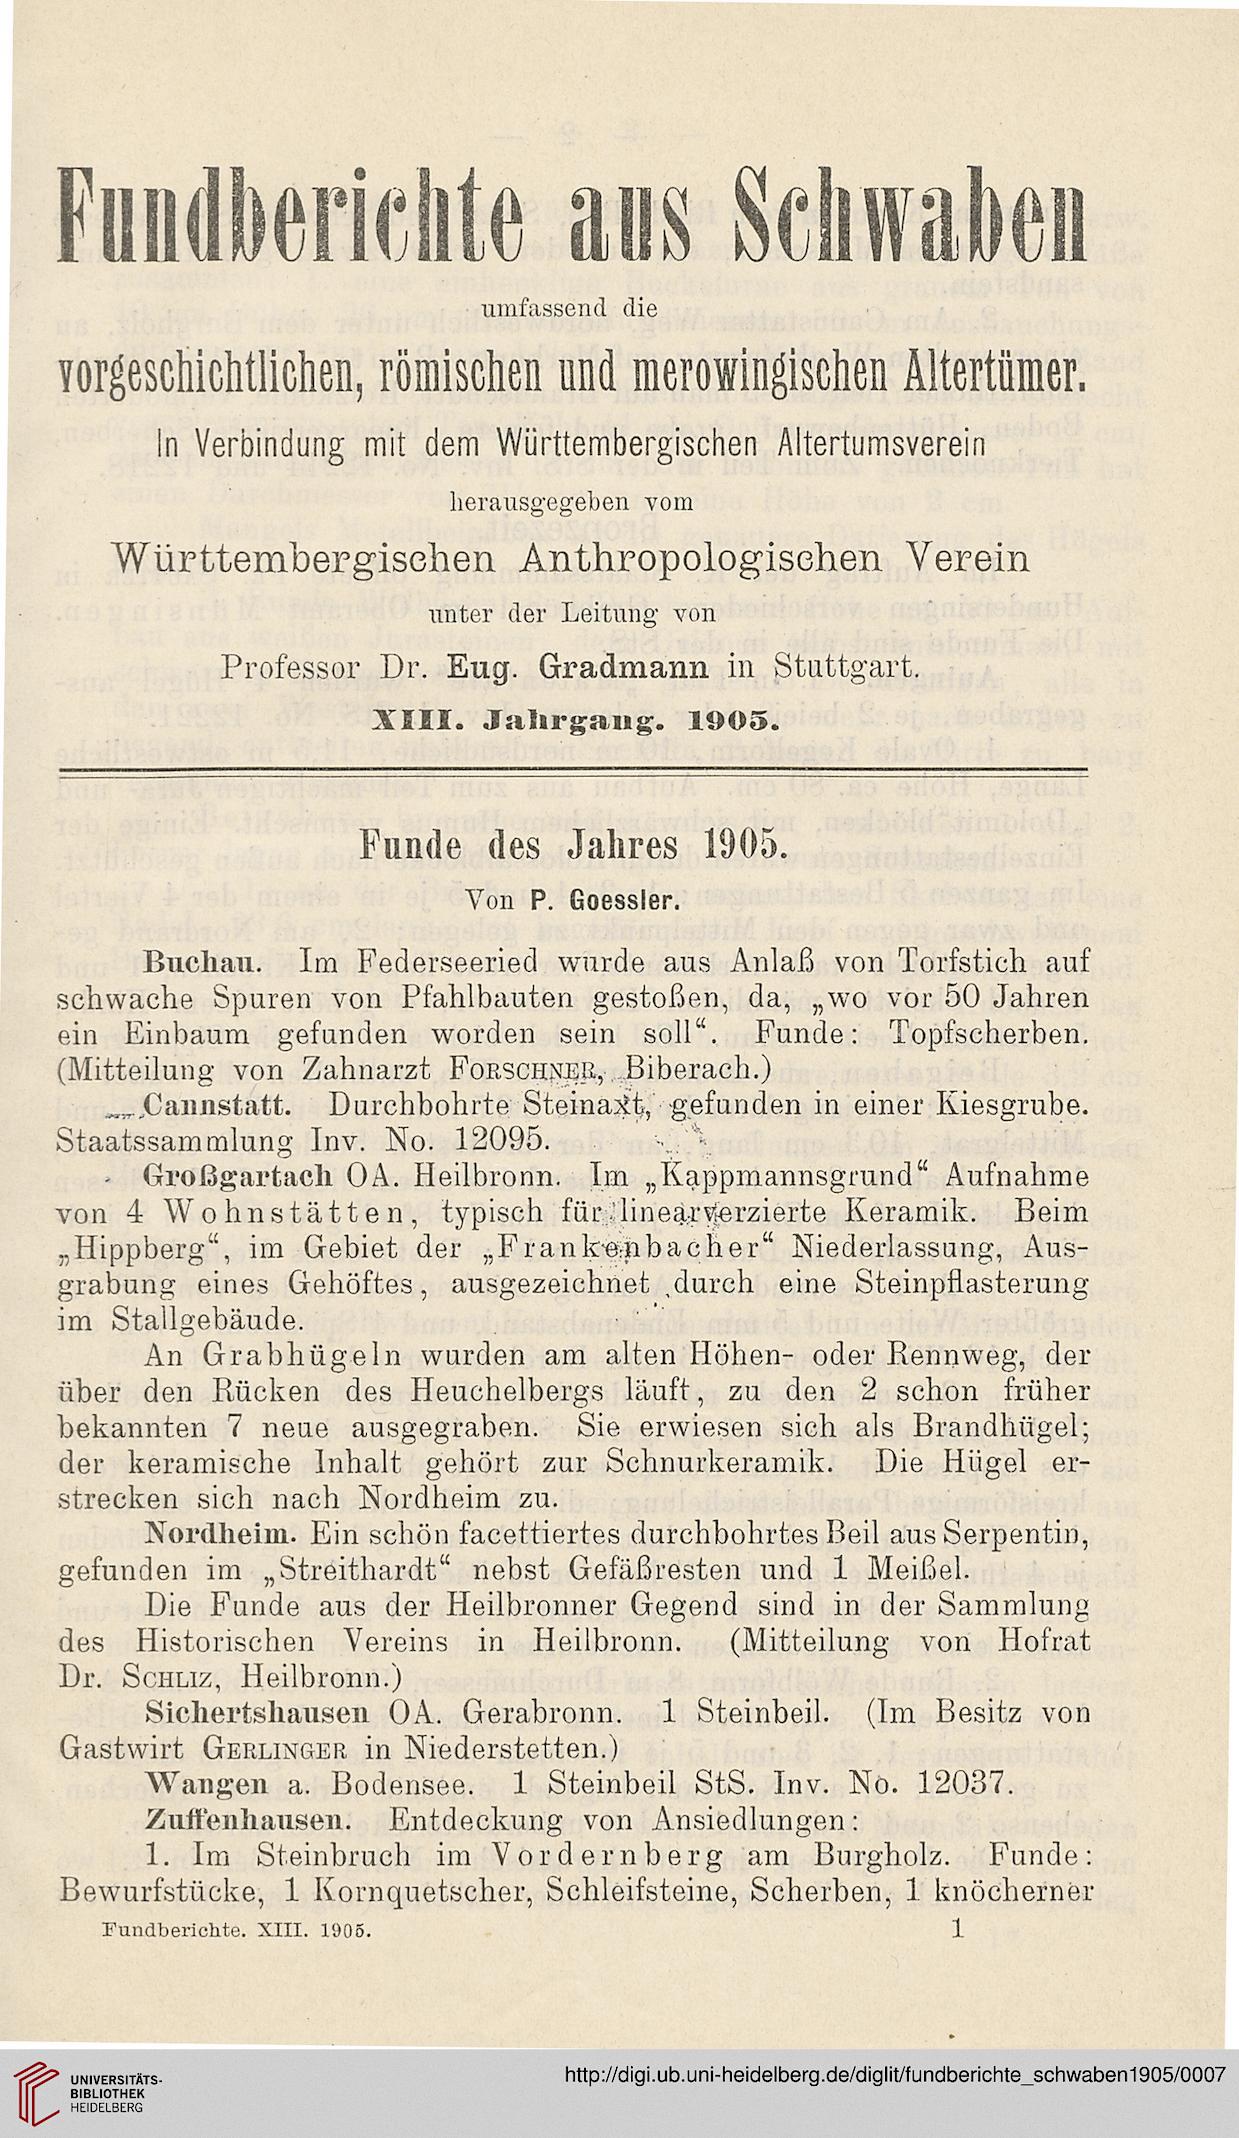 Fundberichte aus Schwaben
umfassend die
vorgeschichtlichen, römischen und merowingischen Altertümer.
In Verbindung mit dem Württembergischen Altertumsverein
herausgegeben vom
Württembergischen Anthropologischen Verein
unter der Leitung von
Professor Dr. Eug. Gradmann in Stuttgart.
XIII. Jahrgang. 1905.
Funde des Jahres 1905.
Von P. Goessler.
Buchau. Im Federseeried wurde aus Anlaß von Torfstich auf
schwache Spuren von Pfahlbauten gestoßen, da, „wo vor 50 Jahren
ein Einbaum gefunden worden sein soll“. Funde: Topfscherben.
(Mitteilung von Zahnarzt FORSCHNER, Biberach.)
Cannstatt. Durchbohrte Steinaxt, gefunden in einer Kiesgrube.
Staatssammlung Inv. No. 12095.
Großgartach OA. Heilbronn. Im „Kappmannsgrund“ Aufnahme
von 4 Wohnstätten, typisch für linearverzierte Keramik. Beim
„Hippberg“, im Gebiet der „Frankenbacher“ Niederlassung, Aus-
grabung eines Gehöftes, ausgezeichnet durch eine Steinpflasterung
im Stallgebäude.
An Grabhügeln wurden am alten Höhen- oder Rennweg, der
über den Rücken des Heuchelbergs läuft, zu den 2 schon früher
bekannten 7 neue ausgegraben. Sie erwiesen sich als Brandhügel;
der keramische Inhalt gehört zur Schnurkeramik. Die Hügel er-
strecken sich nach Nordheim zu.
Nordheim. Ein schön facettiertes durchbohrtes Beil aus Serpentin,
gefunden im „Streithardt“ nebst Gefäßresten und 1 Meißel.
Die Funde aus der Heilbronner Gegend sind in der Sammlung
des Historischen Vereins in Heilbronn. (Mitteilung von Hofrat
Dr. SCHLIZ, Heilbronn.)
Sichertshausen OA. Gerabronn. 1 Steinbeil. (Im Besitz von
Gastwirt GERLINGER in Niederstetten.)
Wangen a. Bodensee. 1 Steinbeil StS. Inv. No. 12037.
Zuffenhausen. Entdeckung von Ansiedlungen:
1. Im Steinbruch im Vordernberg am Burgholz. Funde:
Bewurfstücke, 1 Kornquetscher, Schleifsteine, Scherben, 1 knöcherner
Fundberichte. XIII. 1905. 1
UNIVERSITÄTS-
BIBLIOTHEK
HEIDELBERG
http://digi.ub.uni-heidelberg.de/diglit/fundberichte_schwaben1905/0007